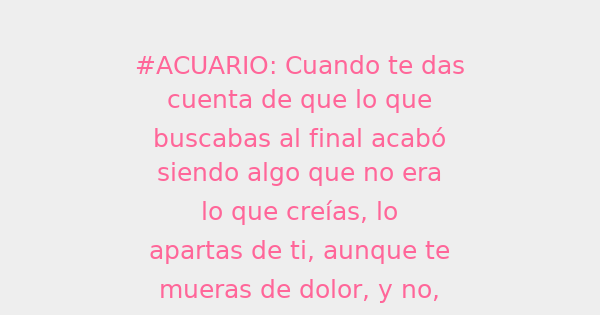 #ACUARIO: Cuando te das
cuenta de que lo que
buscabas al final acabó
siendo algo que no era
lo que creías, lo
apartas de ti, aunque te
mueras de dolor, y no,